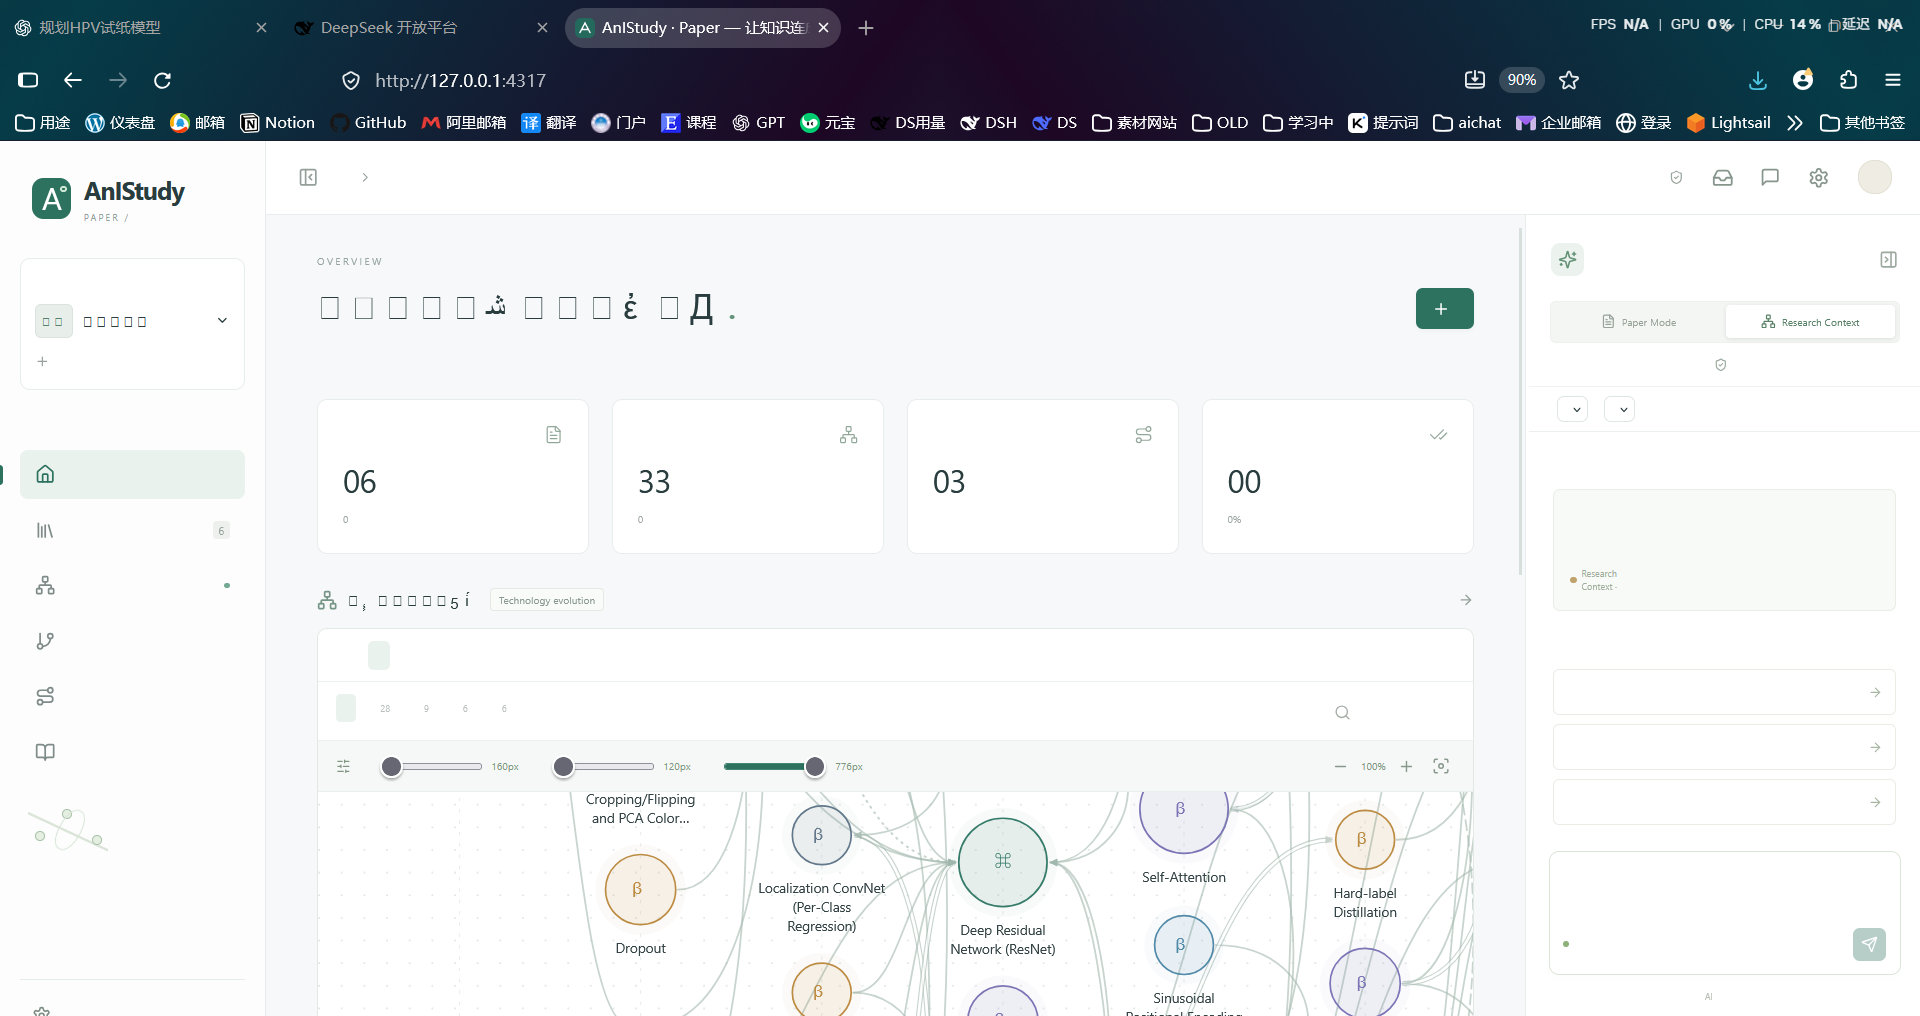 规划HPV试纸模型
DeepSeek 开放平台
AnIStudy · Paper — 让知识连
FPS N/A | GPU 0% | CPU 14% 延迟 N/A
http://127.0.0.1:4317
90%
用途 仪表盘 邮箱 Notion GitHub 阿里邮箱 翻译 门户 课程 GPT 元宝 DS用量 DSH DS 素材网站 OLD 学习中 提示词 aichat 企业邮箱 登录 Lightsail 其他书签
AnIStudy
PAPER /
6
OVERVIEW
06
0
33
0
03
00
0%
Technology evolution
28 9 6 6
160px
120px
776px
100%
Cropping/Flipping
and PCA Color...
β
Dropout
β
Localization ConvNet
(Per-Class
Regression)
β
⌘
Deep Residual
Network (ResNet)
β
Self-Attention
β
Sinusoidal
Positional Encoding
β
Hard-label
Distillation
β
Paper Mode
Research Context
Research
Context ·
AI